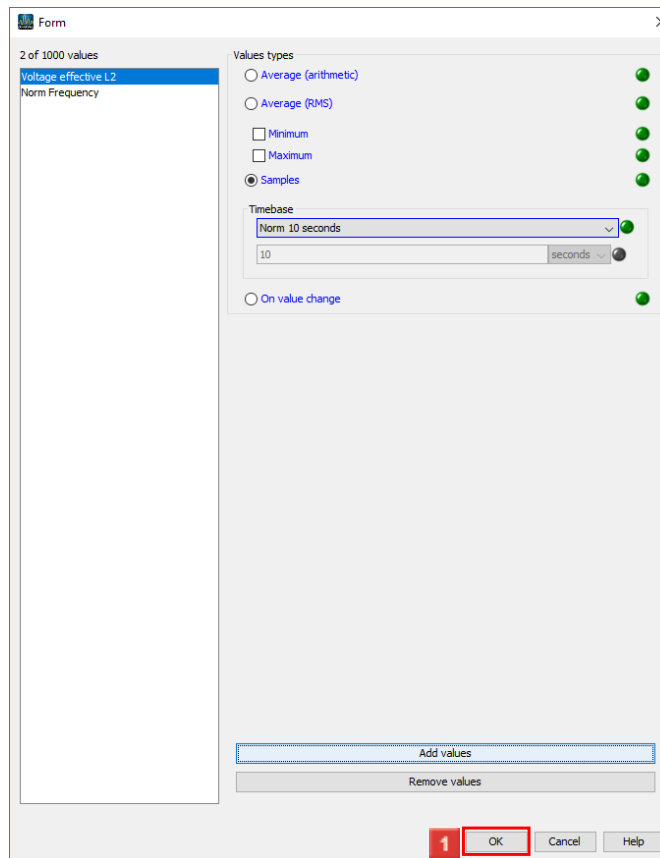 Form
2 of 1000 values
Voltage effective L2
Norm Frequency
Values types
Average (arithmetic)
Average (RMS)
Minimum
Maximum
Samples
Timebase
Norm 10 seconds
10 seconds
On value change
Add values
Remove values
1 OK Cancel Help